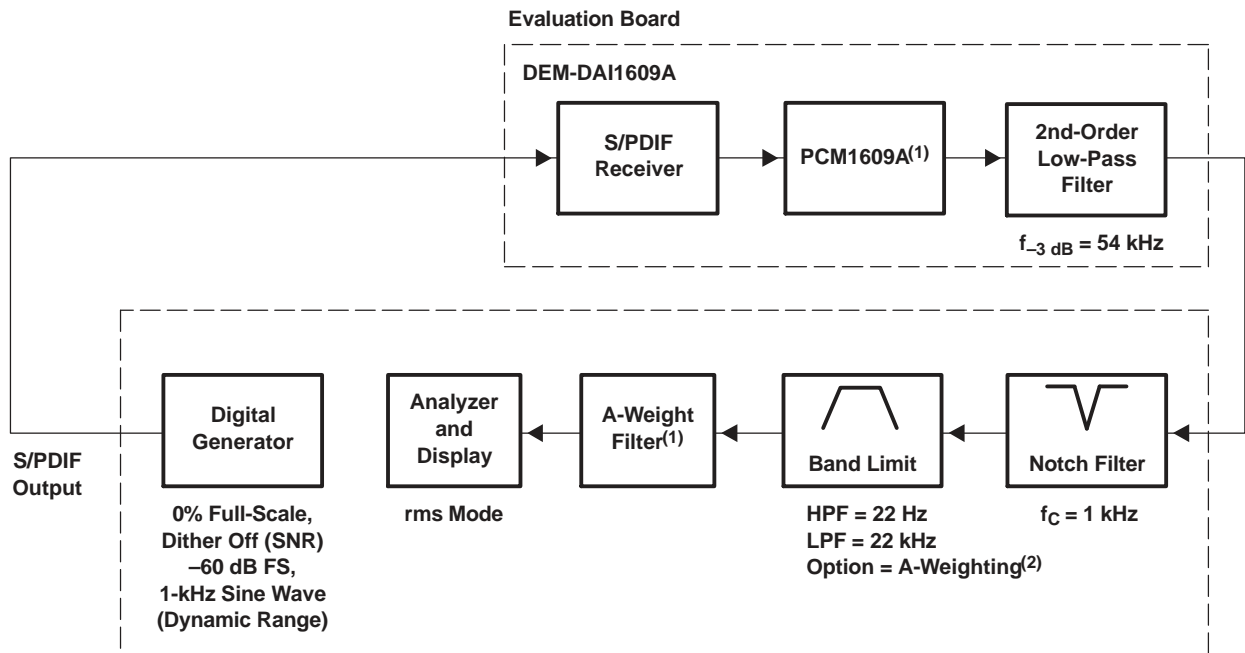 Evaluation Board
DEM-DAI1609A
S/PDIF
Receiver
PCM1609A(1)
2nd-Order
Low-Pass
Filter
f–3 dB = 54 kHz
S/PDIF
Output
Digital
Generator
0% Full-Scale,
Dither Off (SNR)
–60 dB FS,
1-kHz Sine Wave
(Dynamic Range)
Analyzer
and
Display
rms Mode
A-Weight
Filter(1)
Band Limit
HPF = 22 Hz
LPF = 22 kHz
Option = A-Weighting(2)
Notch Filter
fC = 1 kHz